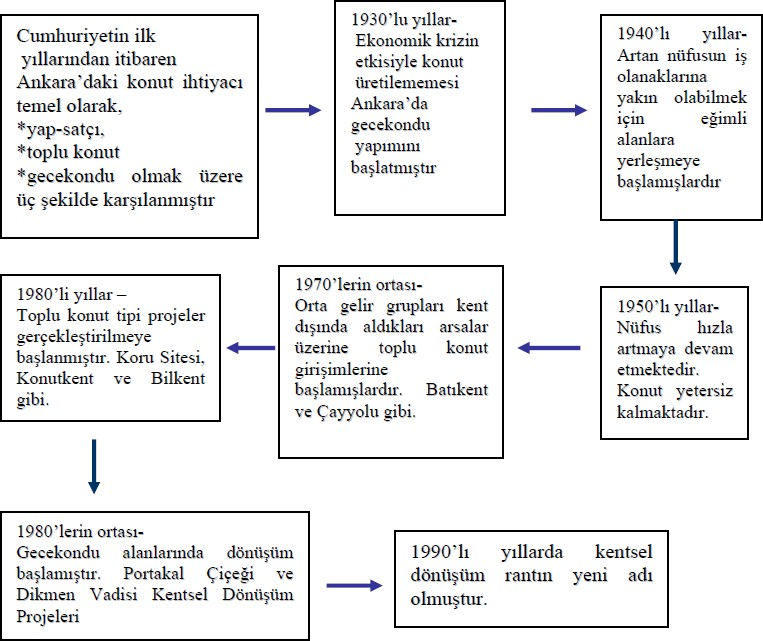 Cumhuriyetin ilk
yıllarından itibaren
Ankara’daki konut ihtiyacı
temel olarak,
*yap-satçı,
*toplu konut
*gecekondu olmak üzere
üç şekilde karşılanmıştır
1930’lu yıllar-
Ekonomik krizin
etkisiyle konut
üretilememesi
Ankara’da
gecekondu
yapımını
başlatmıştır
1940’lı yıllar-
Artan nüfusun iş
olanaklarına
yakın olabilmek
için eğimli
alanlara
yerleşmeye
başlamışlardır
1950’lı yıllar-
Nüfus hızla
artmaya devam
etmektedir.
Konut yetersiz
kalmaktadır.
1970’lerin ortası-
Orta gelir grupları kent
dışında aldıkları arsalar
üzerine toplu konut
girişimlerine
başlamışlardır. Batıkent
ve Çayyolu gibi.
1980’li yıllar –
Toplu konut tipi projeler
gerçekleştirilmeye
başlanmıştır. Koru Sitesi,
Konutkent ve Bilkent
gibi.
1980’lerin ortası-
Gecekondu alanlarında dönüşüm
başlamıştır. Portakal Çiçeği ve
Dikmen Vadisi Kentsel Dönüşüm
Projeleri
1990’lı yıllarda kentsel
dönüşüm rantın yeni adı
olmuştur.